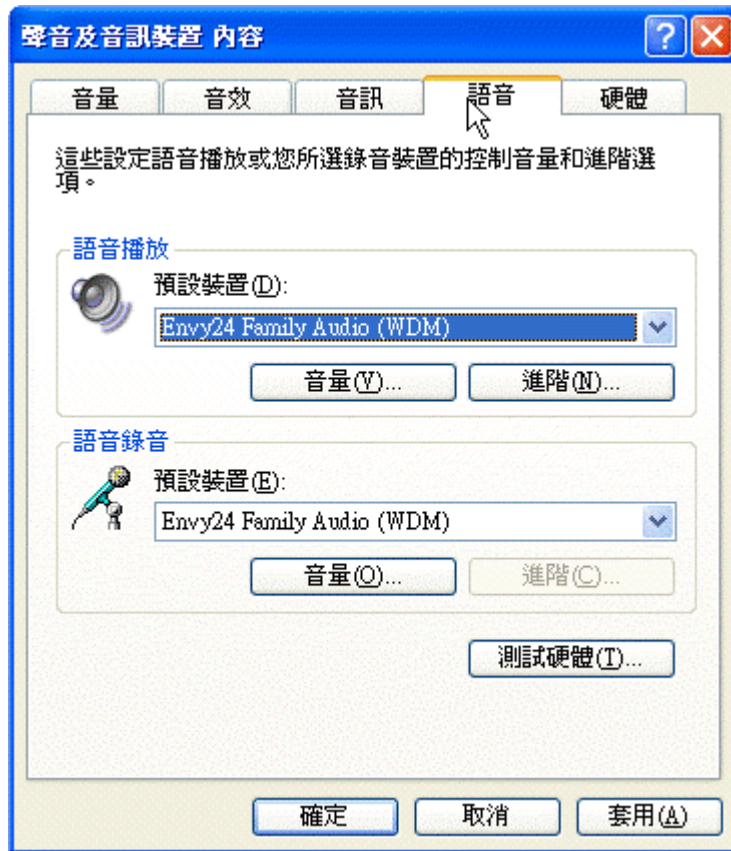 聲音及音訊裝置 內容
音量 音效 音訊 語音 硬體
這些設定語音播放或您所選錄音裝置的控制音量和進階選
項。
語音播放
預設裝置(D):
Envy24 Family Audio (WDM)
音量(V)... 進階(N)...
語音錄音
預設裝置(E):
Envy24 Family Audio (WDM)
音量(O)... 進階(C)...
測試硬體(T)...
確定 取消 套用(A)